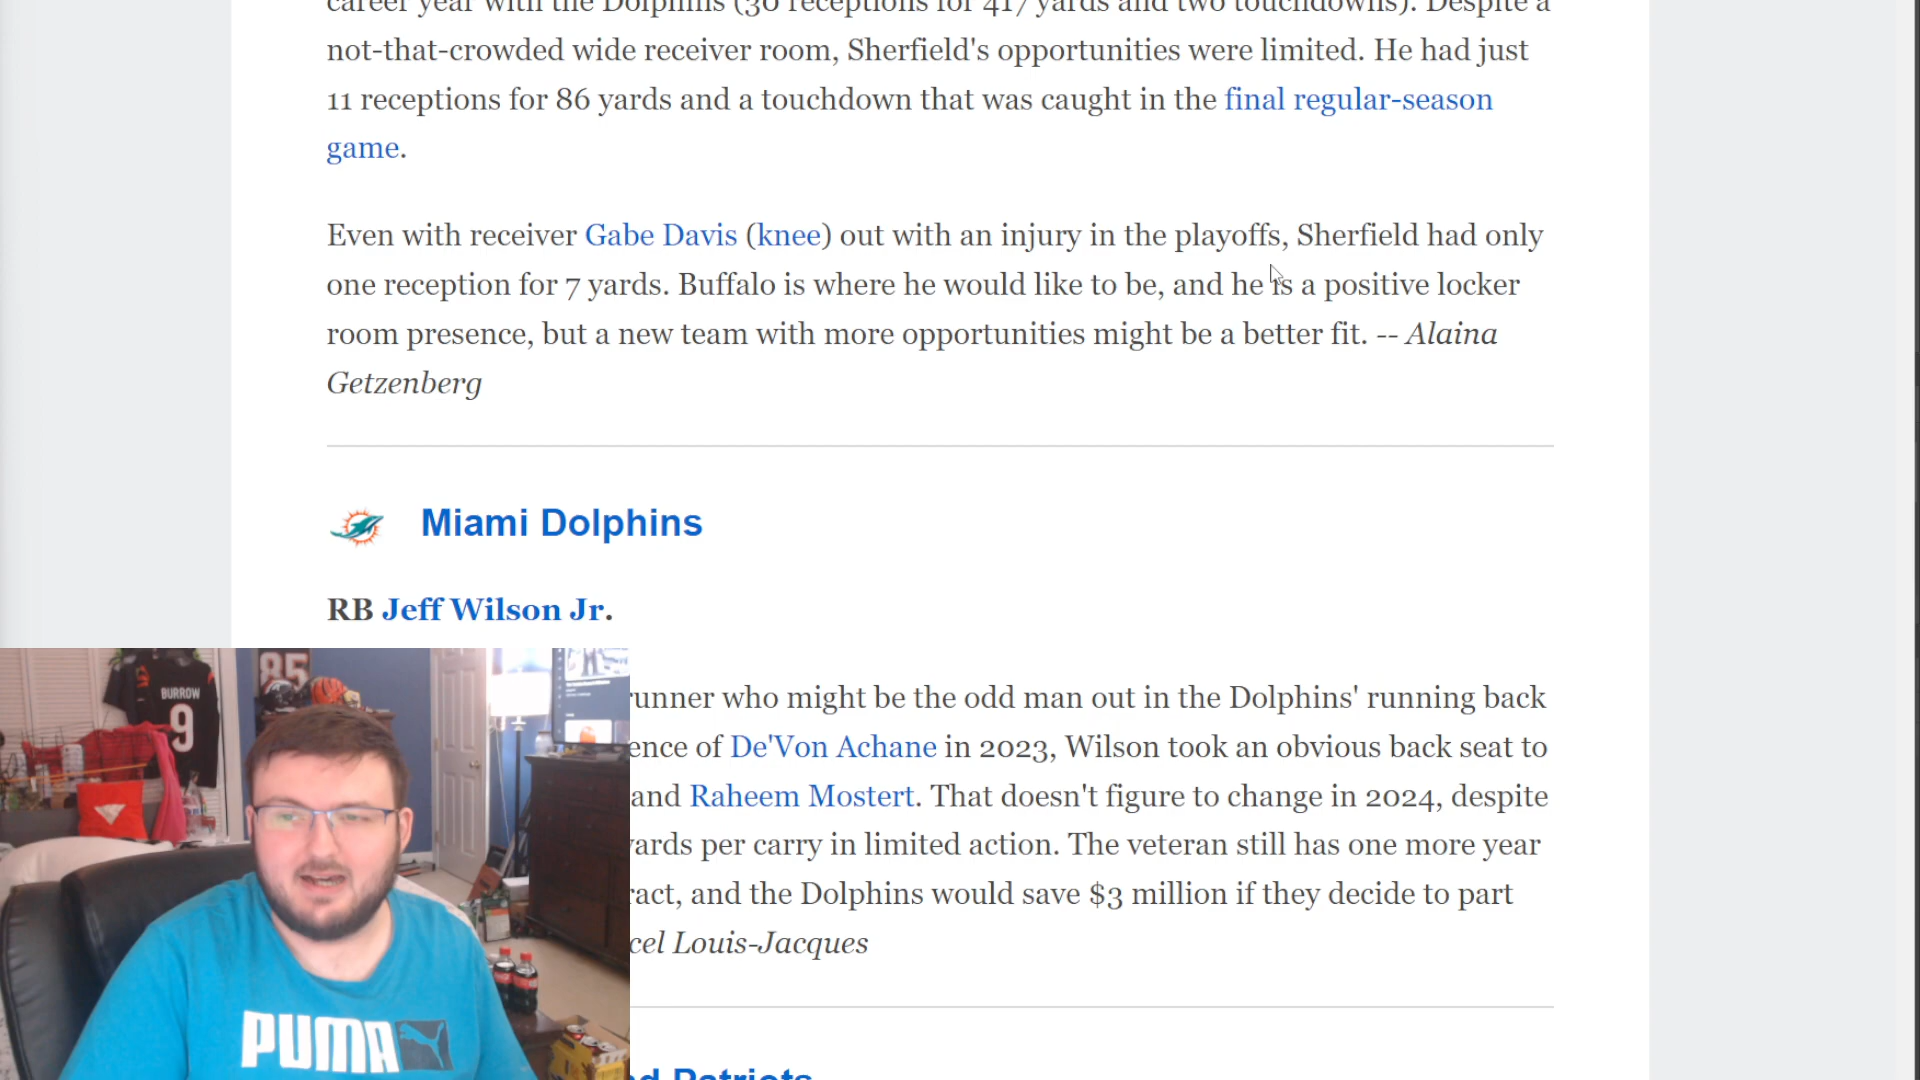 career year with the Dolphins (30 receptions for 417 yards and two touchdowns). Despite a
not-that-crowded wide receiver room, Sherfield's opportunities were limited. He had just
11 receptions for 86 yards and a touchdown that was caught in the final regular-season
game.
Even with receiver Gabe Davis (knee) out with an injury in the playoffs, Sherfield had only
one reception for 7 yards. Buffalo is where he would like to be, and he is a positive locker
room presence, but a new team with more opportunities might be a better fit. -- Alaina
Getzenberg
Miami Dolphins
RB Jeff Wilson Jr.
runner who might be the odd man out in the Dolphins' running back
ence of De'Von Achane in 2023, Wilson took an obvious back seat to
and Raheem Mostert. That doesn't figure to change in 2024, despite
yards per carry in limited action. The veteran still has one more year
ract, and the Dolphins would save $3 million if they decide to part
cel Louis-Jacques
d Patriots
85
BURROW
9
PUMA